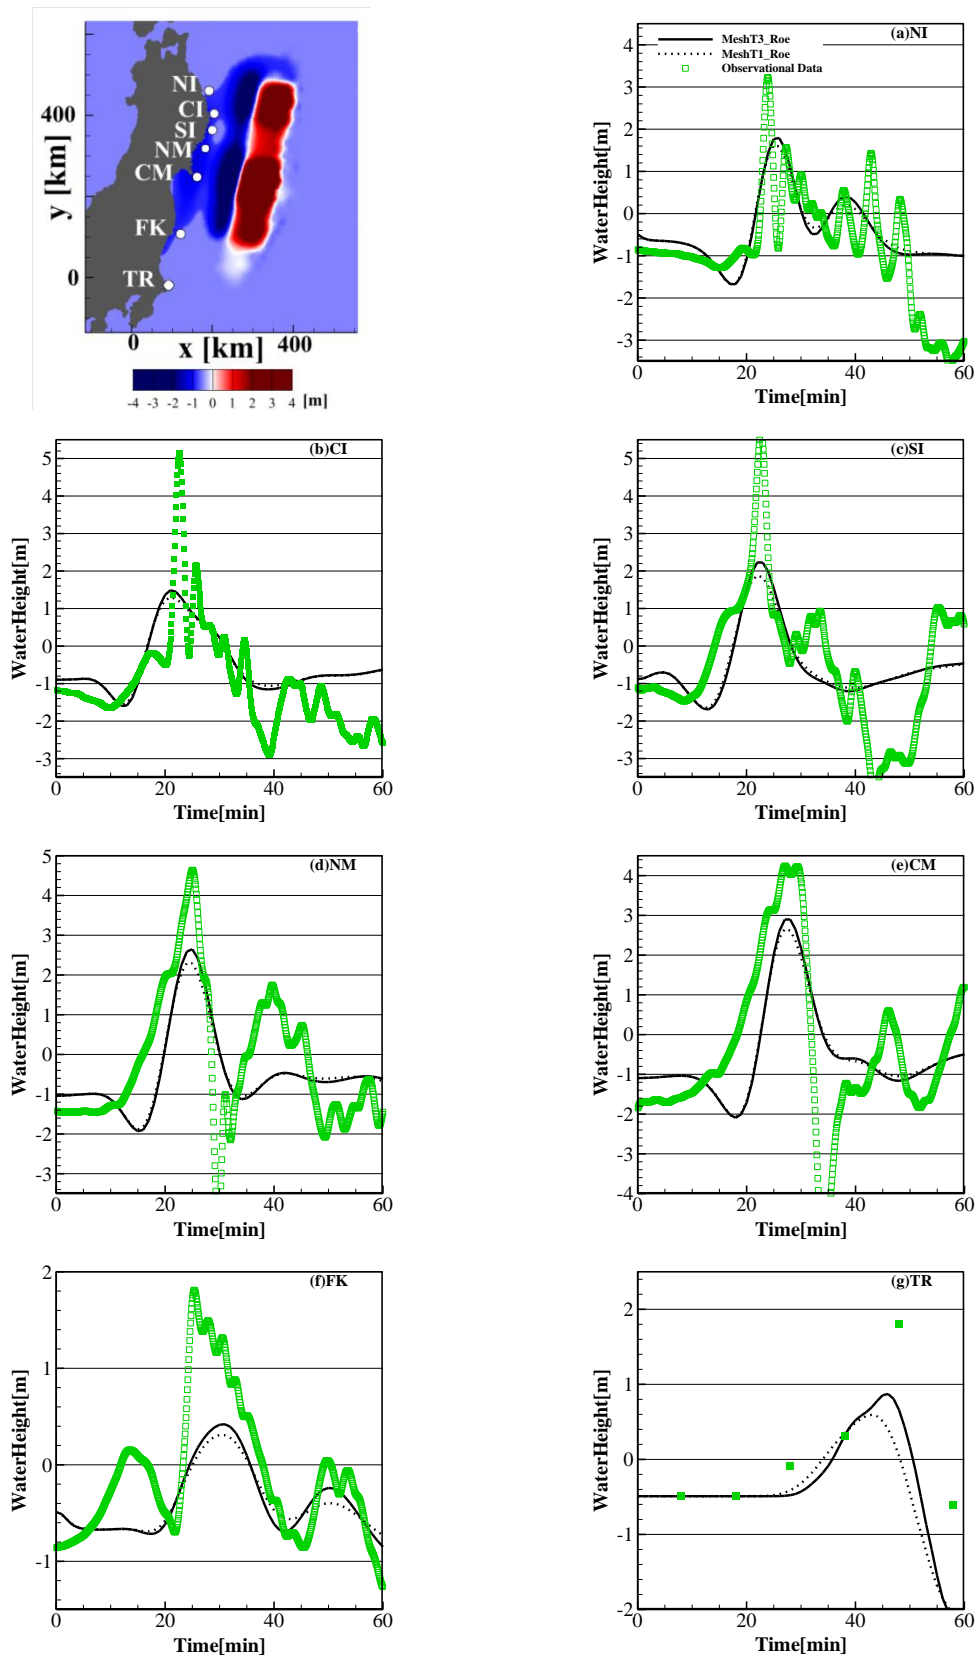 NI
CI
SI
NM
CM
FK
TR
400
0
y [km]
0
400
x [km]
-4 -3 -2 -1 0 1 2 3 4 [m]
(a)NI
MeshT3_Roe
MeshT1_Roe
Observational Data
4
3
2
1
0
-1
-2
-3
WaterHeight[m]
0 20 40 60
Time[min]
(b)CI
5
4
3
2
1
0
-1
-2
-3
WaterHeight[m]
0 20 40 60
Time[min]
(c)SI
5
4
3
2
1
0
-1
-2
-3
WaterHeight[m]
0 20 40 60
Time[min]
(d)NM
5
4
3
2
1
0
-1
-2
-3
WaterHeight[m]
0 20 40 60
Time[min]
(e)CM
4
3
2
1
0
-1
-2
-3
-4
WaterHeight[m]
0 20 40 60
Time[min]
(f)FK
2
1
0
-1
WaterHeight[m]
0 20 40 60
Time[min]
(g)TR
2
1
0
-1
-2
WaterHeight[m]
0 20 40 60
Time[min]